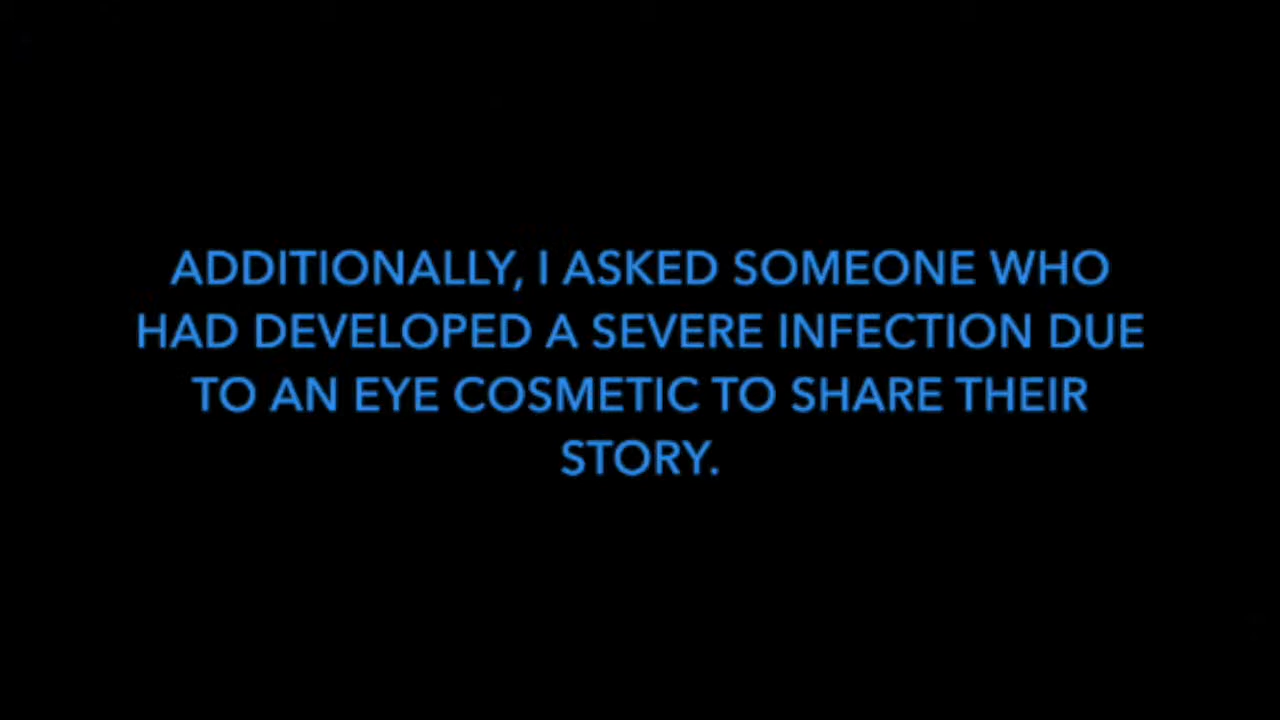 ADDITIONALLY, I ASKED SOMEONE WHO
HAD DEVELOPED A SEVERE INFECTION DUE
TO AN EYE COSMETIC TO SHARE THEIR
STORY.